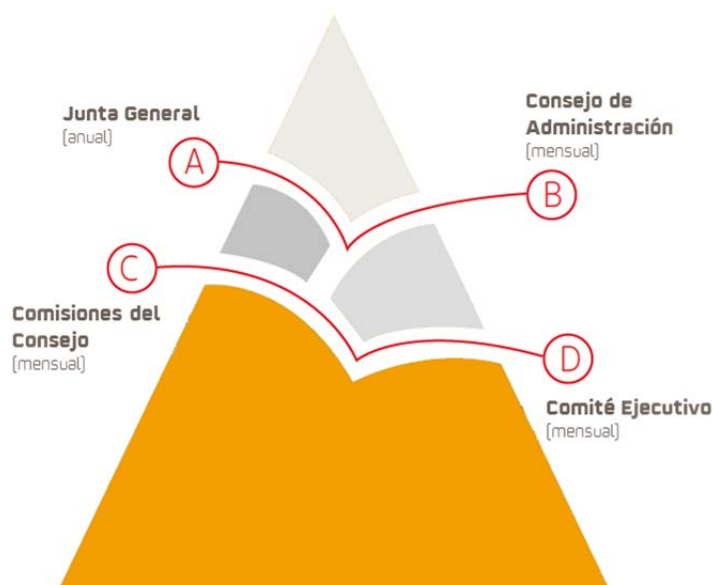 Junta General
(anual)
A
Consejo de
Administración
(mensual)
B
C
Comisiones del
Consejo
(mensual)
D
Comité Ejecutivo
(mensual)